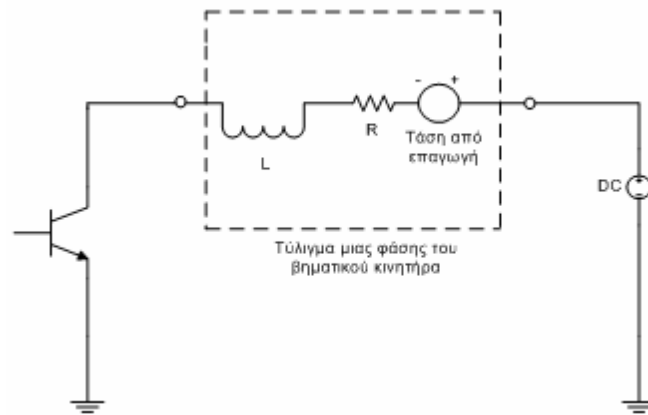 - +
L
R
Τάση από
επαγωγή
DC
Τύλιγμα μιας φάσης του
βηματικού κινητήρα